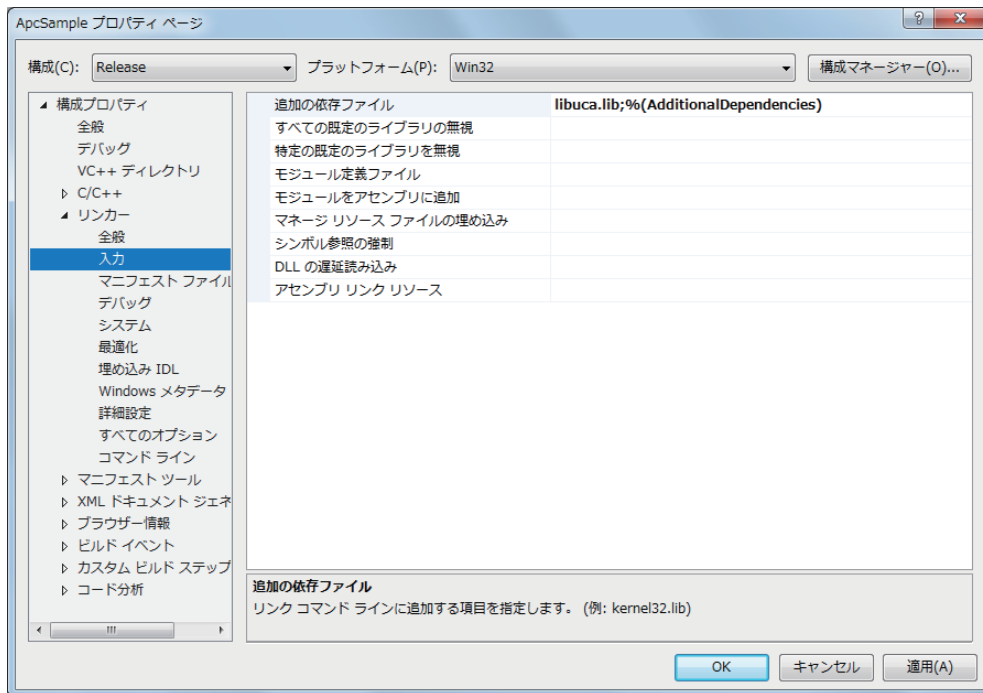 ApcSample プロパティ ページ
構成(C): Release プラットフォーム(P): Win32 構成マネージャー(O)...
構成プロパティ
全般
デバッグ
VC++ ディレクトリ
C/C++
リンカー
全般
入力
マニフェスト ファイル
デバッグ
システム
最適化
埋め込み IDL
Windows メタデータ
詳細設定
すべてのオプション
コマンド ライン
マニフェスト ツール
XML ドキュメント ジェネ
ブラウザー情報
ビルド イベント
カスタム ビルド ステップ
コード分析
追加の依存ファイル libuca.lib;%(AdditionalDependencies)
すべての既定のライブラリの無視
特定の既定のライブラリを無視
モジュール定義ファイル
モジュールをアセンブリに追加
マネージ リソース ファイルの埋め込み
シンボル参照の強制
DLL の遅延読み込み
アセンブリ リンク リソース
追加の依存ファイル
リンク コマンド ラインに追加する項目を指定します。 (例: kernel32.lib)
OK キャンセル 適用(A)